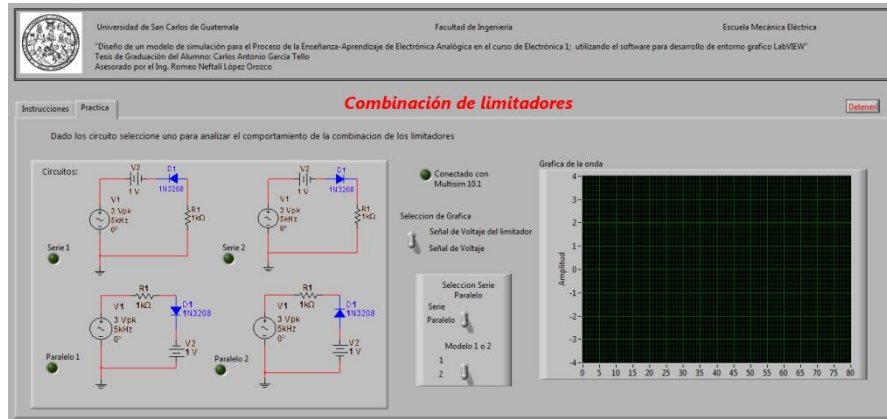 Universidad de San Carlos de Guatemala Facultad de Ingeniería Escuela Mecánica Eléctrica
"Diseño de un modelo de simulación para el Proceso de la Enseñanza-Aprendizaje de Electrónica Analógica en el curso de Electrónica 1; utilizando el software para desarrollo de entorno grafico LabVIEW"
Tesis de Graduación del Alumno: Carlos Antonio García Tello
Asesorado por el Ing. Romeo Neftalí López Orozco
Instrucciones Practica
Combinación de limitadores
Detener
Dado los circuito seleccione uno para analizar el comportamiento de la combinacion de los limitadores
Circuitos:
V2
1 V
D1
1N3208
V1
3 Vpk
5kHz
0°
R1
1kΩ
Serie 1
V2
1 V
D1
1N3208
V1
3 Vpk
5kHz
0°
R1
1kΩ
Serie 2
R1
1kΩ
V1
3 Vpk
5kHz
0°
D1
1N3208
V2
1 V
Paralelo 1
R1
1kΩ
V1
3 Vpk
5kHz
0°
D1
1N3208
V2
1 V
Paralelo 2
Conectado con
Multisim 10.1
Seleccion de Grafica
Señal de Voltaje del limitador
Señal de Voltaje
Seleccion Serie
Paralelo
Serie
Paralelo
Modelo 1 o 2
1
2
Grafica de la onda
Amplitud
4
3
2
1
0
-1
-2
-3
-4
0 5 10 15 20 25 30 35 40 45 50 55 60 65 70 75 80